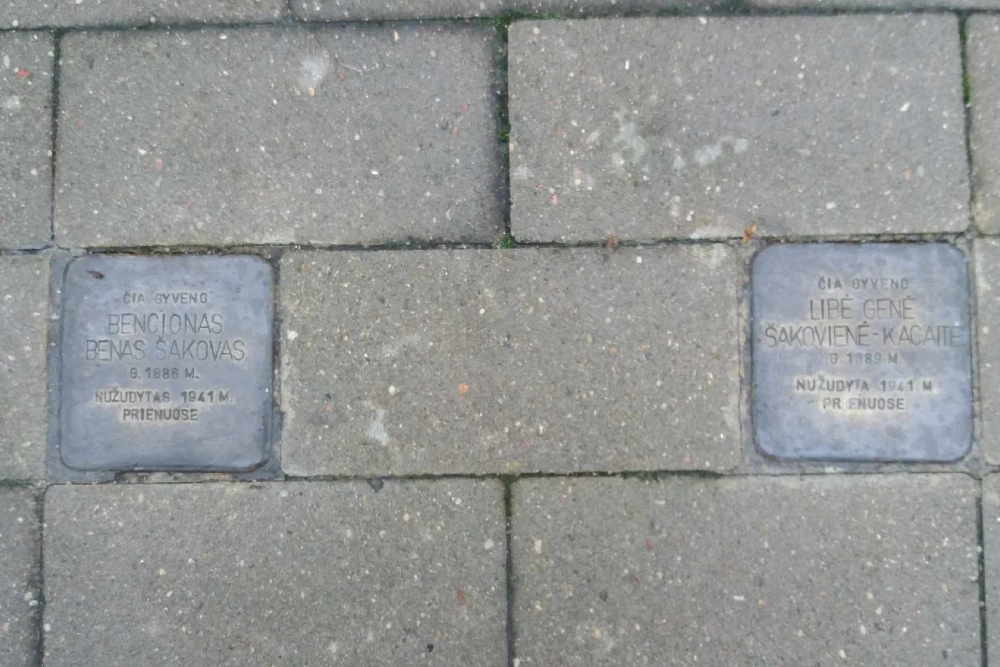 ČIA GYVENO
BENCIONAS
BENAS ŠAKOVAS
G. 1886 M.
NUŽUDYTAS 1941 M.
PRIENUOSE
ČIA GYVENO
LIBĖ GENĖ
ŠAKOVIENĖ-KACAITĖ
G. 1889 M.
NUŽUDYTA 1941 M
PRIENUOSE